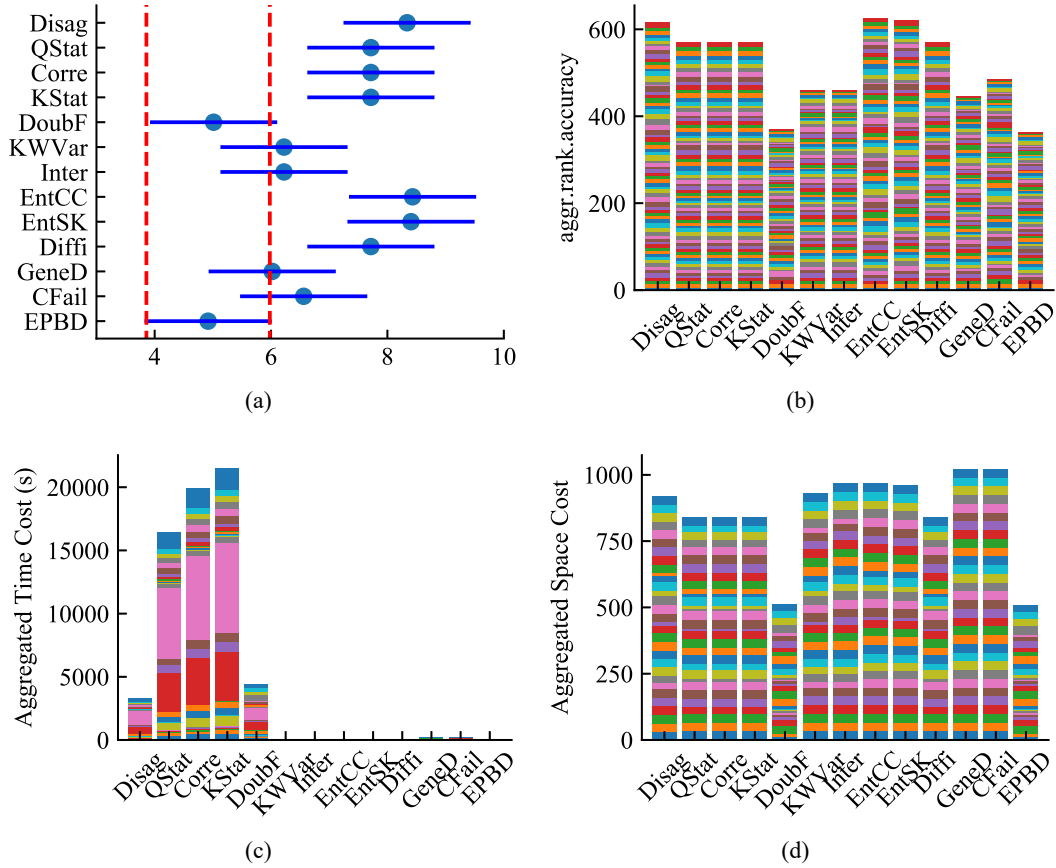 Disag
QStat
Corre
KStat
DoubF
KWVar
Inter
EntCC
EntSK
Diffi
GeneD
CFail
EPBD
4 6 8 10
(a)
aggr.rank.accuracy
600
400
200
0
Disag QStat Corre KStat DoubF KWVar Inter EntCC EntSK Diffi GeneD CFail EPBD
(b)
Aggregated Time Cost (s)
20000
15000
10000
5000
0
Disag QStat Corre KStat DoubF KWVar Inter EntCC EntSK Diffi GeneD CFail EPBD
(c)
Aggregated Space Cost
1000
750
500
250
0
Disag QStat Corre KStat DoubF KWVar Inter EntCC EntSK Diffi GeneD CFail EPBD
(d)